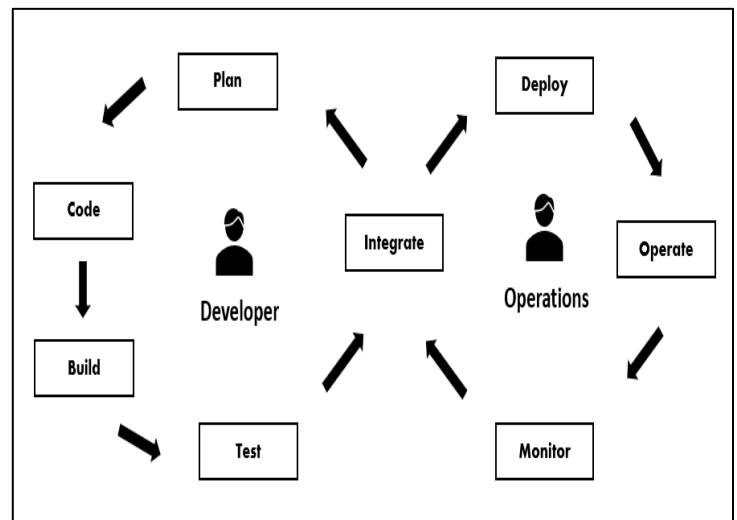 Plan
Deploy
Code
Integrate
Operate
Developer
Operations
Build
Test
Monitor